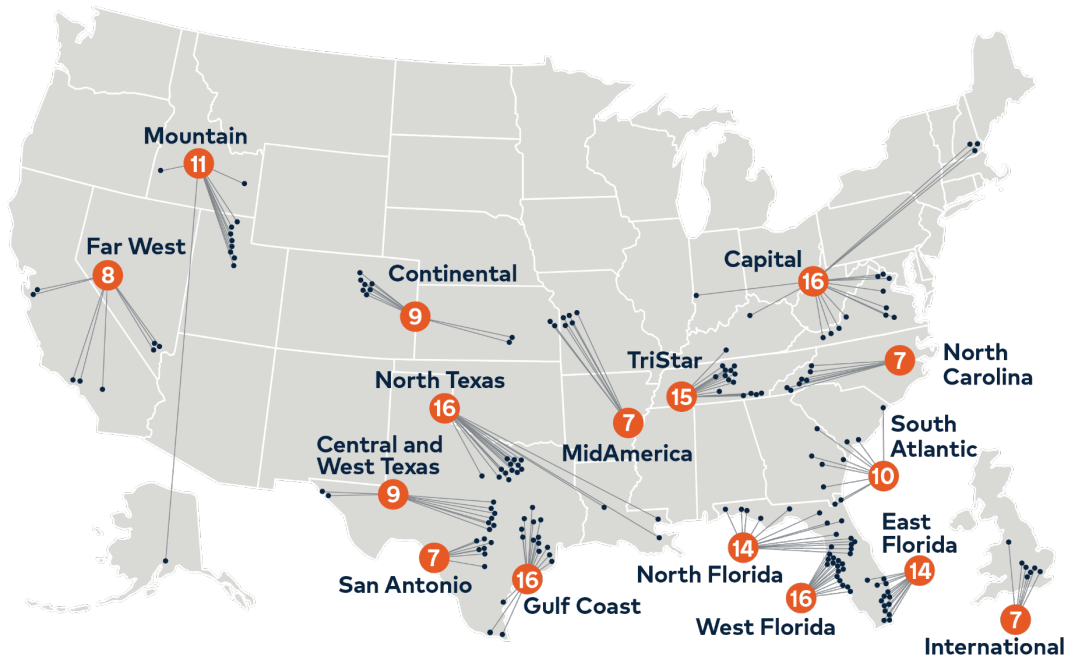 Mountain
11
Far West
8
Continental
9
Capital
16
TriStar
15
North
Carolina
7
North Texas
16
MidAmerica
7
South
Atlantic
10
Central and
West Texas
9
East
Florida
14
San Antonio
7
Gulf Coast
16
North Florida
14
West Florida
16
International
7